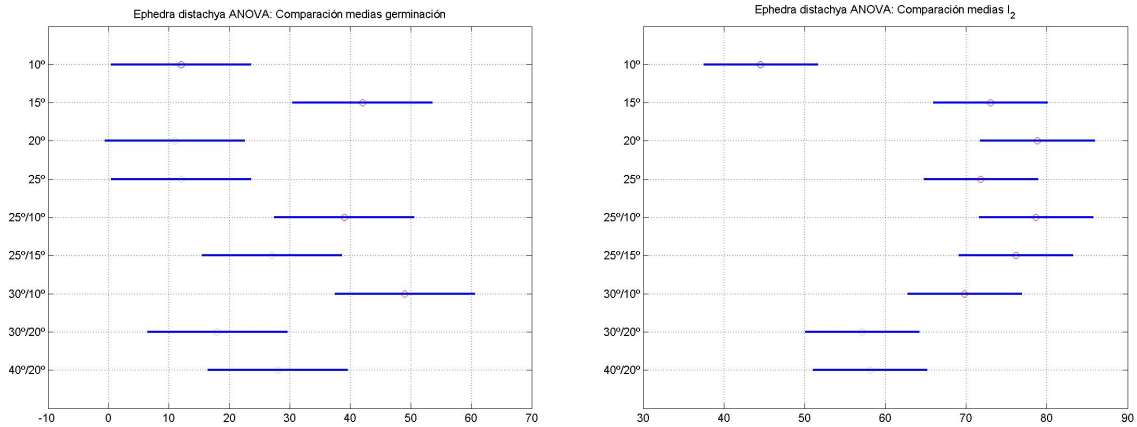 Ephedra distachya ANOVA: Comparación medias germinación
10º
15º
20º
25º
25º/10º
25º/15º
30º/10º
30º/20º
40º/20º
-10 0 10 20 30 40 50 60 70
Ephedra distachya ANOVA: Comparación medias I2
10º
15º
20º
25º
25º/10º
25º/15º
30º/10º
30º/20º
40º/20º
30 40 50 60 70 80 90